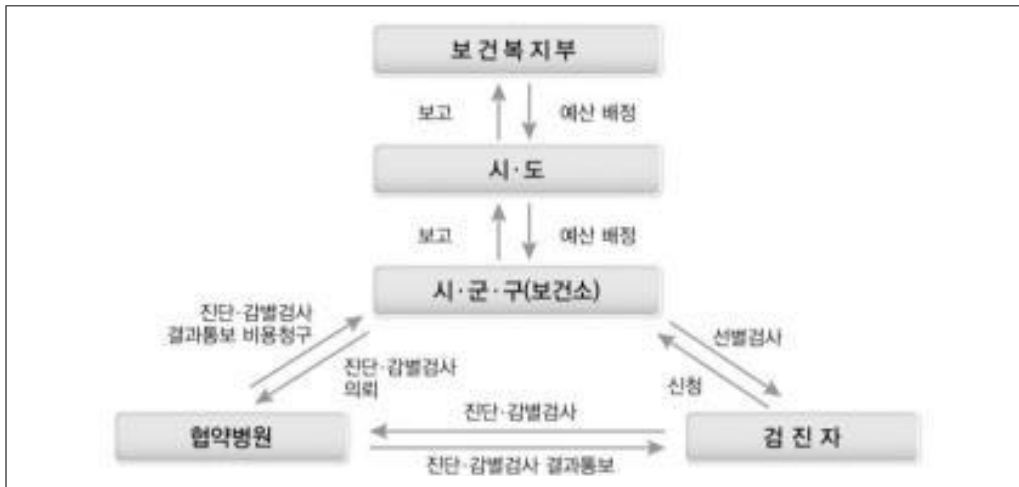 보건복지부
보고
예산 배정
시·도
보고
예산 배정
시·군·구(보건소)
진단·감별검사
결과통보 비용청구
진단·감별검사
의뢰
선별검사
신청
협약병원
진단·감별검사
진단·감별검사 결과통보
검진자